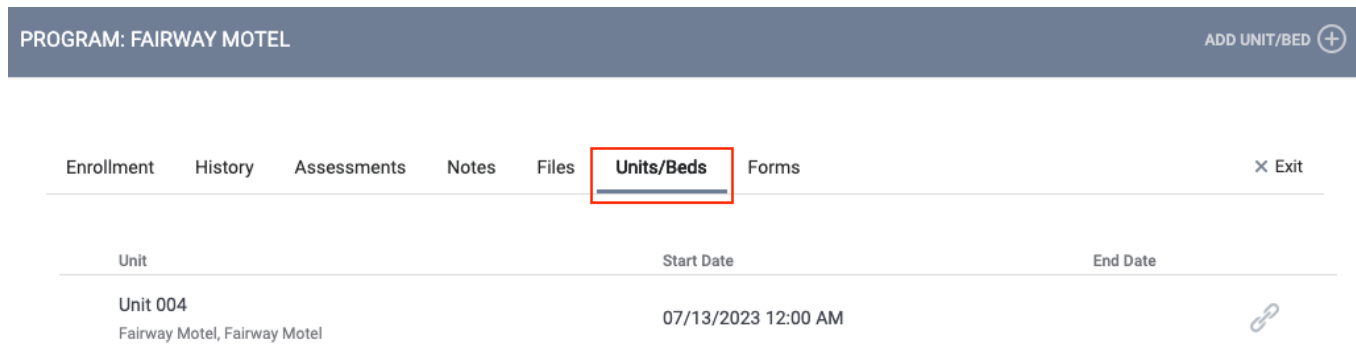 PROGRAM: FAIRWAY MOTEL ADD UNIT/BED
Enrollment History Assessments Notes Files Units/Beds Forms Exit
Unit Start Date End Date
Unit 004
07/13/2023 12:00 AM
Fairway Motel, Fairway Motel